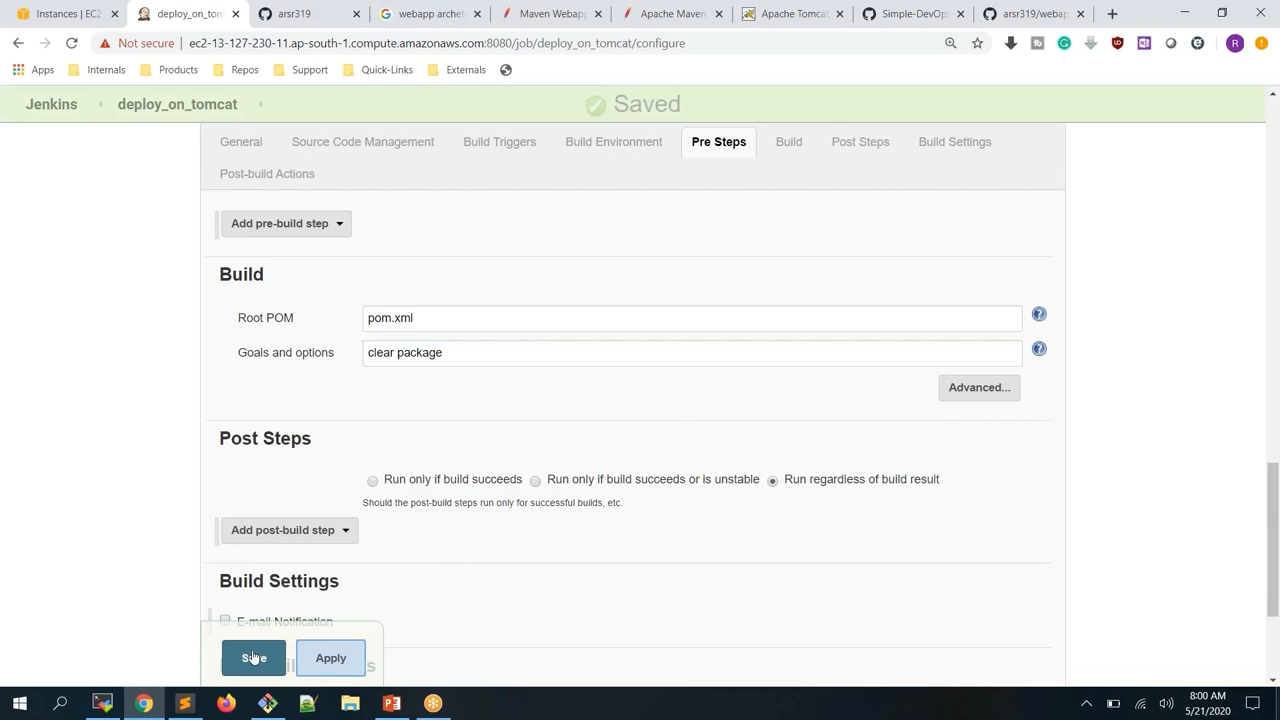 Instances | EC2
deploy_on_tom
arsr319
webapp archet
Maven Webapp
Apache Maven
Apache Tomcat
Simple-DevOp
arsr319/webap
Not secure
ec2-13-127-230-11.ap-south-1.compute.amazonaws.com:8080/job/deploy_on_tomcat/configure
R
Apps
Internals
Products
Repos
Support
Quick-Links
Externals
Jenkins
deploy_on_tomcat
Saved
General
Source Code Management
Build Triggers
Build Environment
Pre Steps
Build
Post Steps
Build Settings
Post-build Actions
Add pre-build step
Build
Root POM
pom.xml
Goals and options
clear package
Advanced...
Post Steps
Run only if build succeeds
Run only if build succeeds or is unstable
Run regardless of build result
Should the post-build steps run only for successful builds, etc.
Add post-build step
Build Settings
E-mail Notification
Save
Apply
8:00 AM
5/21/2020